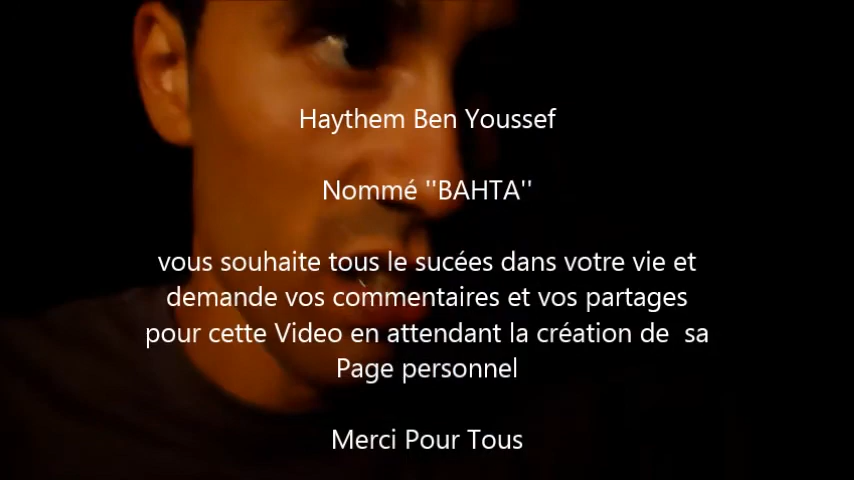 Haythem Ben Youssef
Nommé ''BAHTA''
vous souhaite tous le sucées dans votre vie et
demande vos commentaires et vos partages
pour cette Video en attendant la création de  sa
Page personnel
Merci Pour Tous